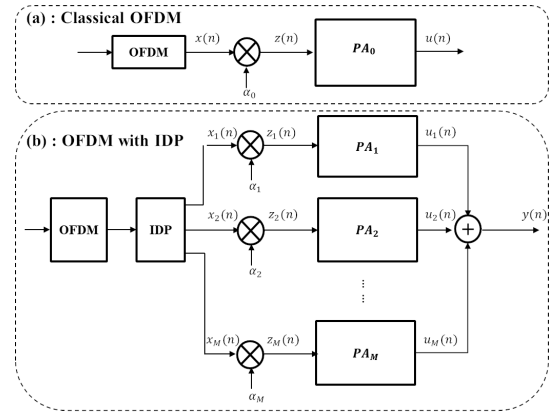 (a) : Classical OFDM
OFDM
x(n)
z(n)
PA₀
u(n)
α₀
(b) : OFDM with IDP
OFDM
IDP
x₁(n)
z₁(n)
PA₁
u₁(n)
α₁
x₂(n)
z₂(n)
PA₂
u₂(n)
y(n)
α₂
+
......
x_M(n)
z_M(n)
PA_M
u_M(n)
α_M